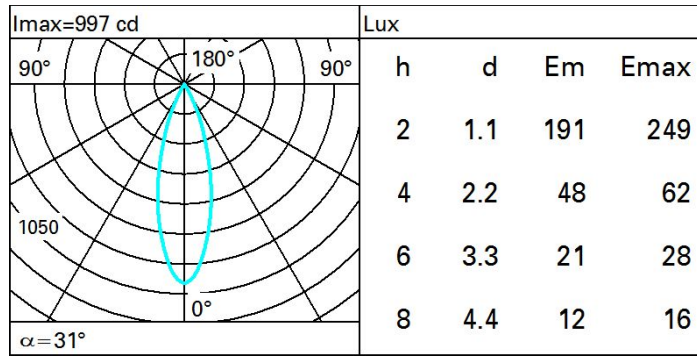 Imax=997 cd
90° 180° 90°
1050
0°
α=31°
Lux
h d Em Emax
2 1.1 191 249
4 2.2 48 62
6 3.3 21 28
8 4.4 12 16